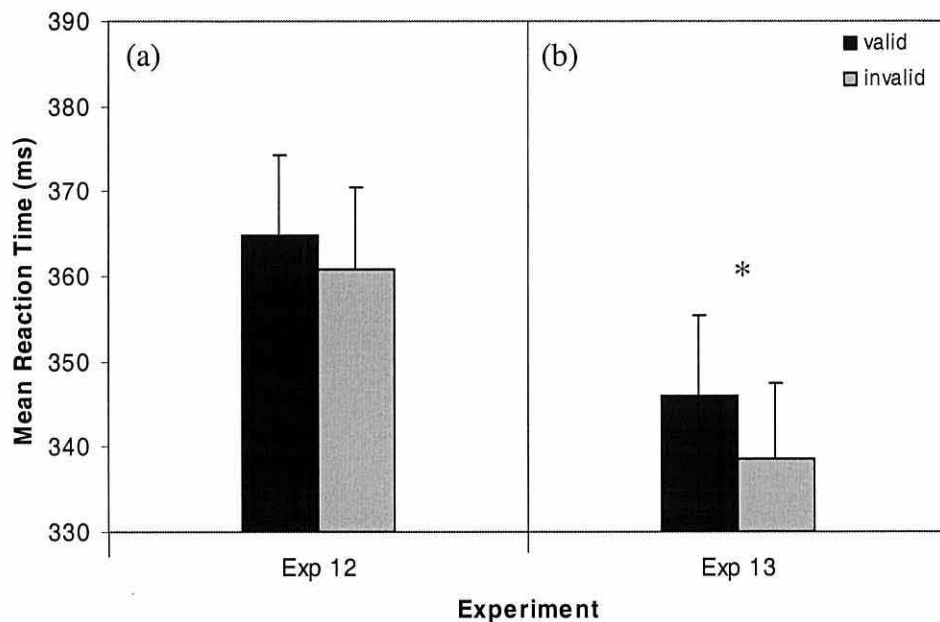 390
380
370
360
350
340
330
Mean Reaction Time (ms)
(a)
(b)
valid
invalid
*
Exp 12
Exp 13
Experiment